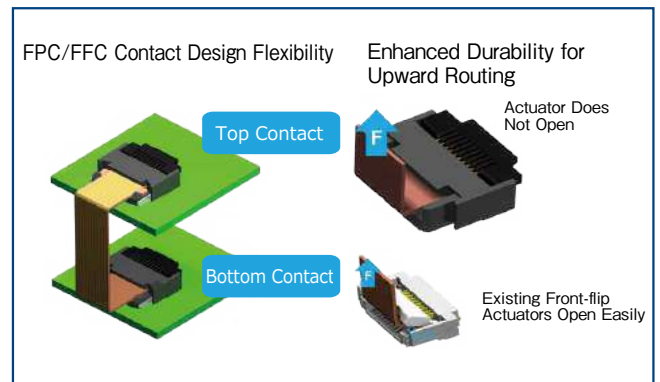 FPC/FFC Contact Design Flexibility
Enhanced Durability for
Upward Routing
Top Contact
F
Actuator Does
Not Open
Bottom Contact
F
Existing Front-flip
Actuators Open Easily